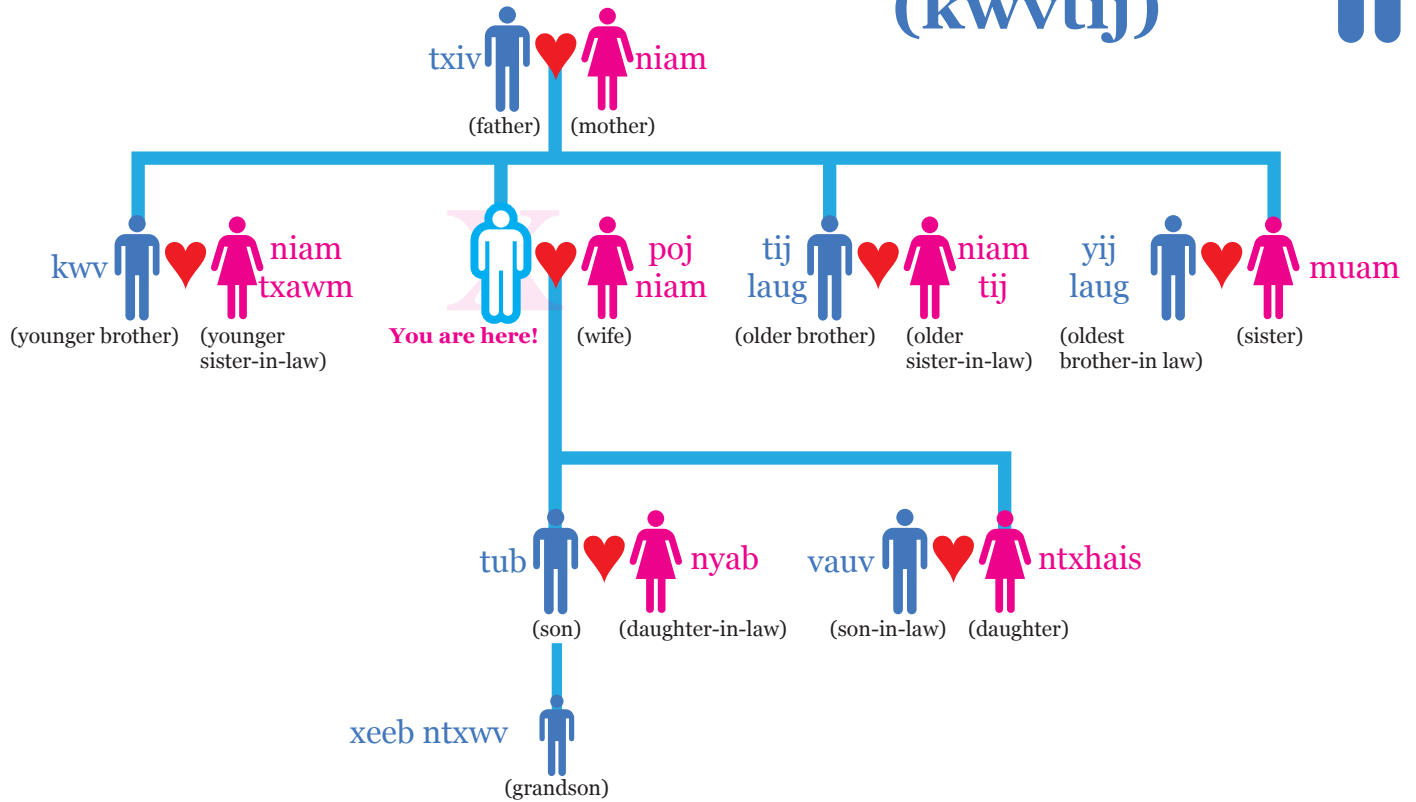 (kwvtij)
txiv
niam
(father)
(mother)
kwv
niam
txawm
X
poj
niam
tij
laug
niam
tij
yij
laug
muam
(younger brother)
(younger
sister-in-law)
You are here!
(wife)
(older brother)
(older
sister-in-law)
(oldest
brother-in law)
(sister)
tub
nyab
vauv
ntxhais
(son)
(daughter-in-law)
(son-in-law)
(daughter)
xeeb ntxwv
(grandson)